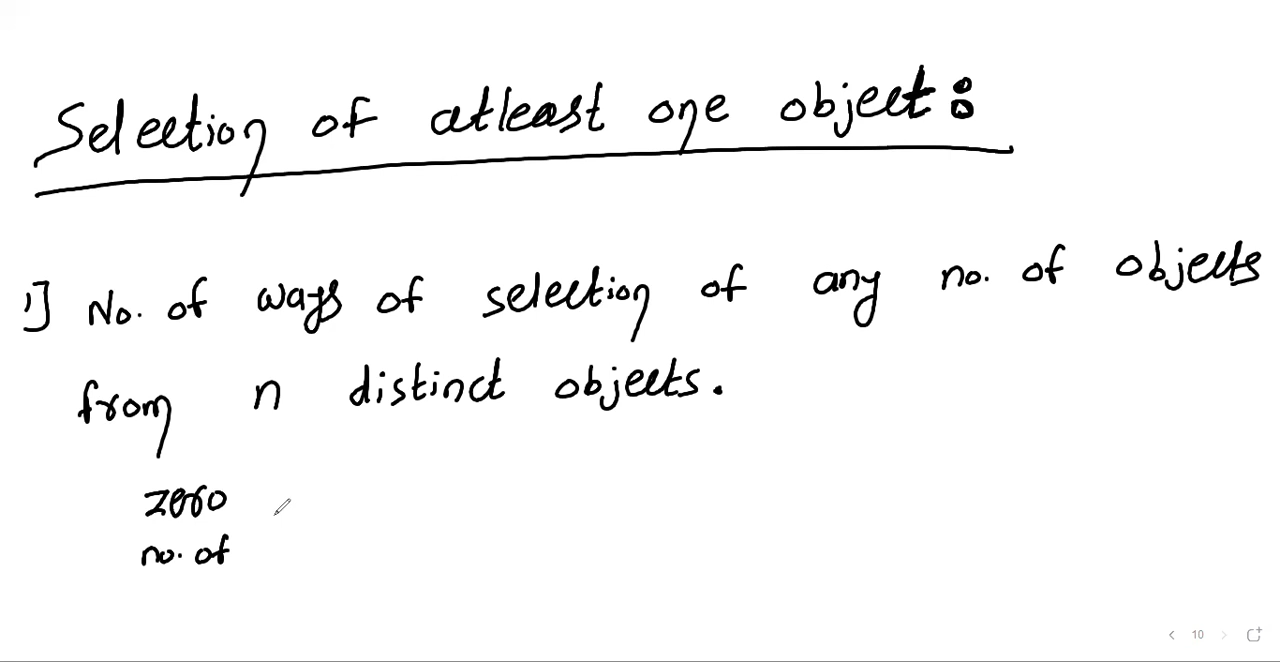 Selection of atleast one object:
1] No. of ways of selection of any no. of objects
from n distinct objects.
zero
no. of
10